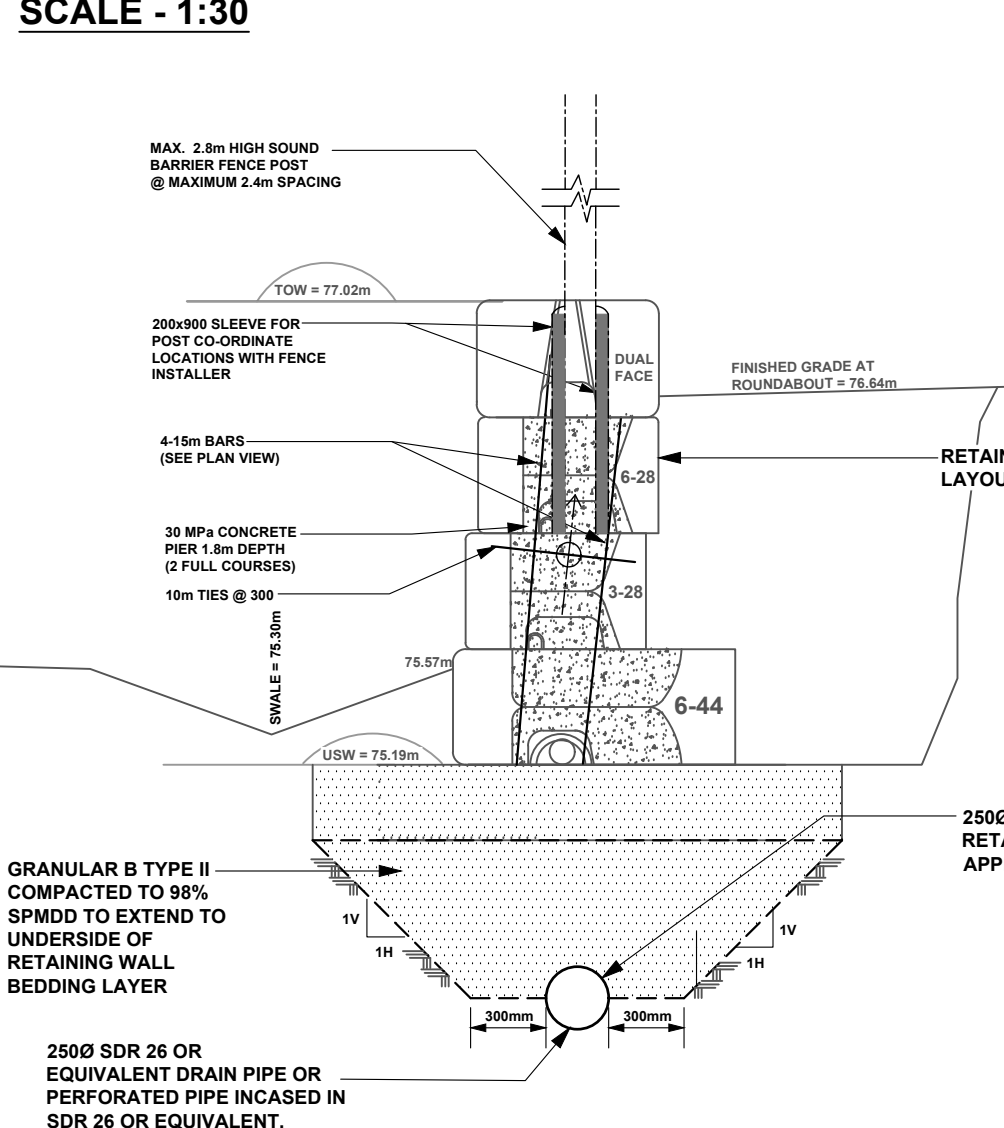 SCALE - 1:30
MAX. 2.8m HIGH SOUND
BARRIER FENCE POST
@ MAXIMUM 2.4m SPACING
TOW = 77.02m
200x900 SLEEVE FOR
POST CO-ORDINATE
LOCATIONS WITH FENCE
INSTALLER
DUAL
FACE
FINISHED GRADE AT
ROUNDABOUT = 76.64m
4-15m BARS
(SEE PLAN VIEW)
6-28
RETAIN
LAYOU
30 MPa CONCRETE
PIER 1.8m DEPTH
(2 FULL COURSES)
10m TIES @ 300
3-28
SWALE = 75.30m
75.57m
6-44
USW = 75.19m
250Ø
RETA
APP
GRANULAR B TYPE II
COMPACTED TO 98%
SPMDD TO EXTEND TO
UNDERSIDE OF
RETAINING WALL
BEDDING LAYER
1V
1H
1V
1H
300mm
300mm
250Ø SDR 26 OR
EQUIVALENT DRAIN PIPE OR
PERFORATED PIPE INCASED IN
SDR 26 OR EQUIVALENT.